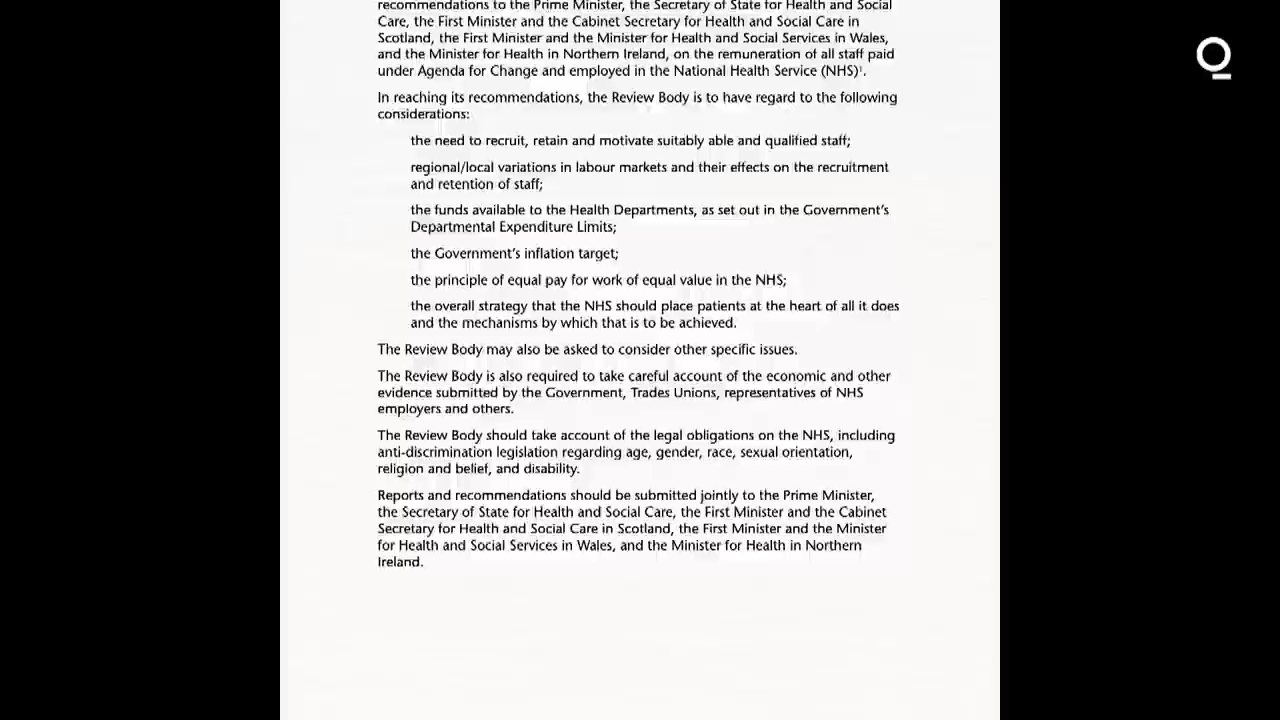 recommendations to the Prime Minister, the Secretary of State for Health and Social
Care, the First Minister and the Cabinet Secretary for Health and Social Care in
Scotland, the First Minister and the Minister for Health and Social Services in Wales,
and the Minister for Health in Northern Ireland, on the remuneration of all staff paid
under Agenda for Change and employed in the National Health Service (NHS)¹.
In reaching its recommendations, the Review Body is to have regard to the following
considerations:
the need to recruit, retain and motivate suitably able and qualified staff;
regional/local variations in labour markets and their effects on the recruitment
and retention of staff;
the funds available to the Health Departments, as set out in the Government’s
Departmental Expenditure Limits;
the Government’s inflation target;
the principle of equal pay for work of equal value in the NHS;
the overall strategy that the NHS should place patients at the heart of all it does
and the mechanisms by which that is to be achieved.
The Review Body may also be asked to consider other specific issues.
The Review Body is also required to take careful account of the economic and other
evidence submitted by the Government, Trades Unions, representatives of NHS
employers and others.
The Review Body should take account of the legal obligations on the NHS, including
anti-discrimination legislation regarding age, gender, race, sexual orientation,
religion and belief, and disability.
Reports and recommendations should be submitted jointly to the Prime Minister,
the Secretary of State for Health and Social Care, the First Minister and the Cabinet
Secretary for Health and Social Care in Scotland, the First Minister and the Minister
for Health and Social Services in Wales, and the Minister for Health in Northern
Ireland.